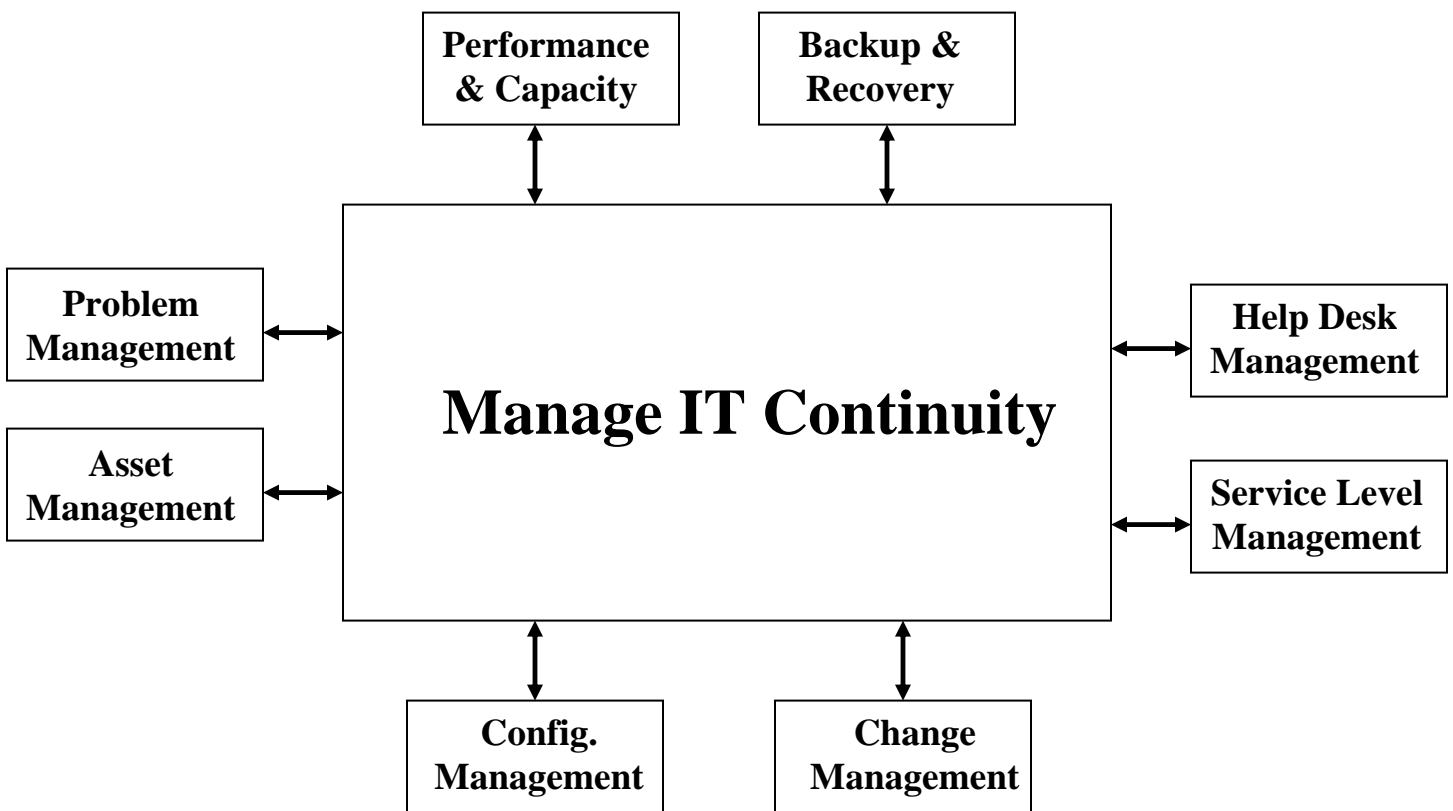 Performance
& Capacity
Backup &
Recovery
Problem
Management
Asset
Management
Manage IT Continuity
Help Desk
Management
Service Level
Management
Config.
Management
Change
Management